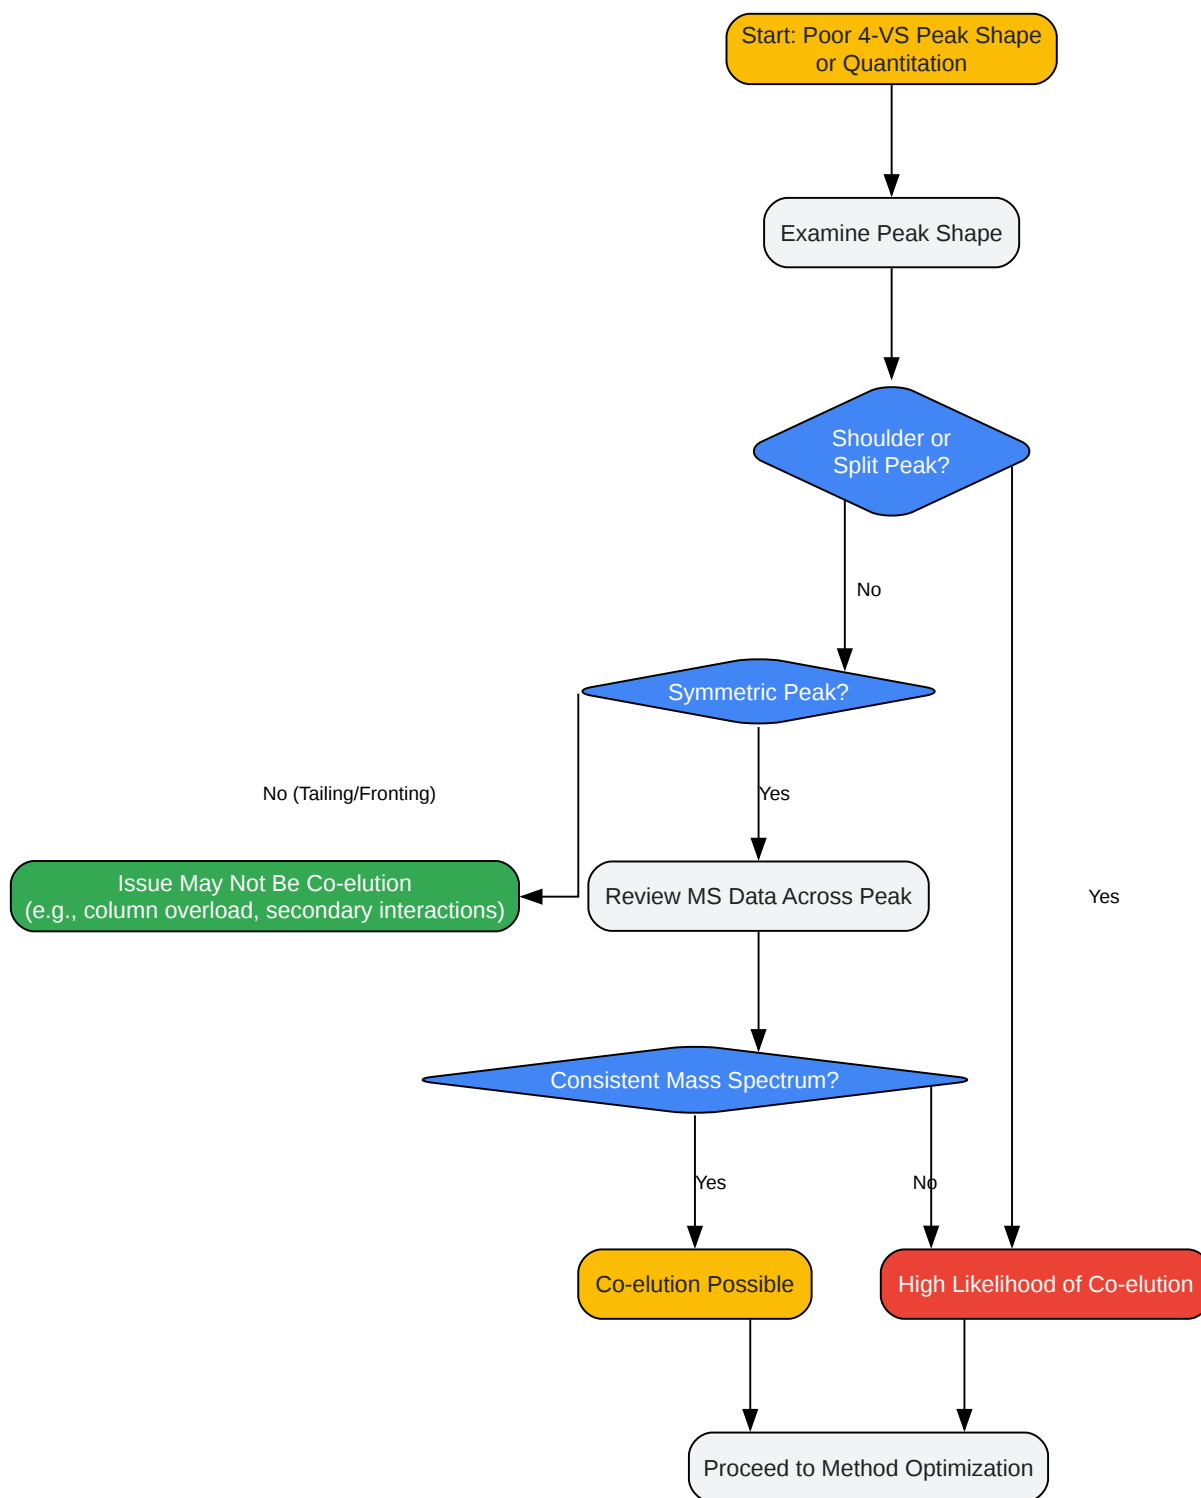 Start: Poor 4-VS Peak Shape
or Quantitation
Examine Peak Shape
Shoulder or
Split Peak?
No
Symmetric Peak?
No (Tailing/Fronting)
Yes
Issue May Not Be Co-elution
(e.g., column overload, secondary interactions)
Review MS Data Across Peak
Yes
Consistent Mass Spectrum?
Yes
No
Co-elution Possible
High Likelihood of Co-elution
Proceed to Method Optimization